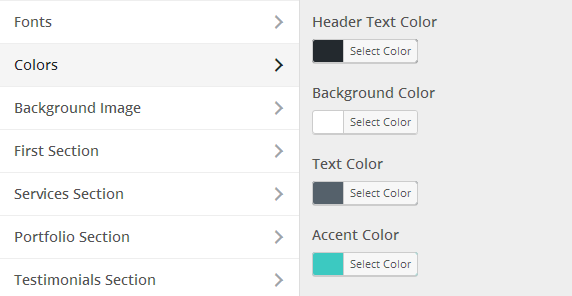 Fonts
Colors
Background Image
First Section
Services Section
Portfolio Section
Testimonials Section
Header Text Color
Select Color
Background Color
Select Color
Text Color
Select Color
Accent Color
Select Color